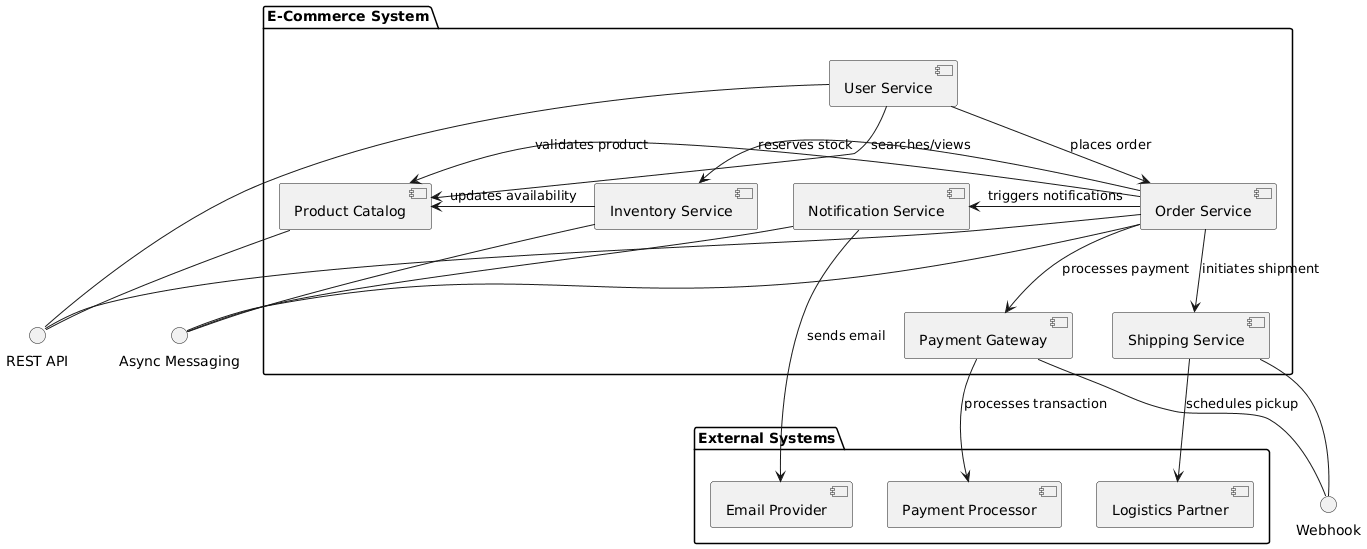 E-Commerce System
User Service
validates product
reserves stock
searches/views
places order
updates availability
triggers notifications
Product Catalog
Inventory Service
Notification Service
Order Service
processes payment
initiates shipment
sends email
Payment Gateway
Shipping Service
REST API
Async Messaging
processes transaction
schedules pickup
External Systems
Email Provider
Payment Processor
Logistics Partner
Webhook